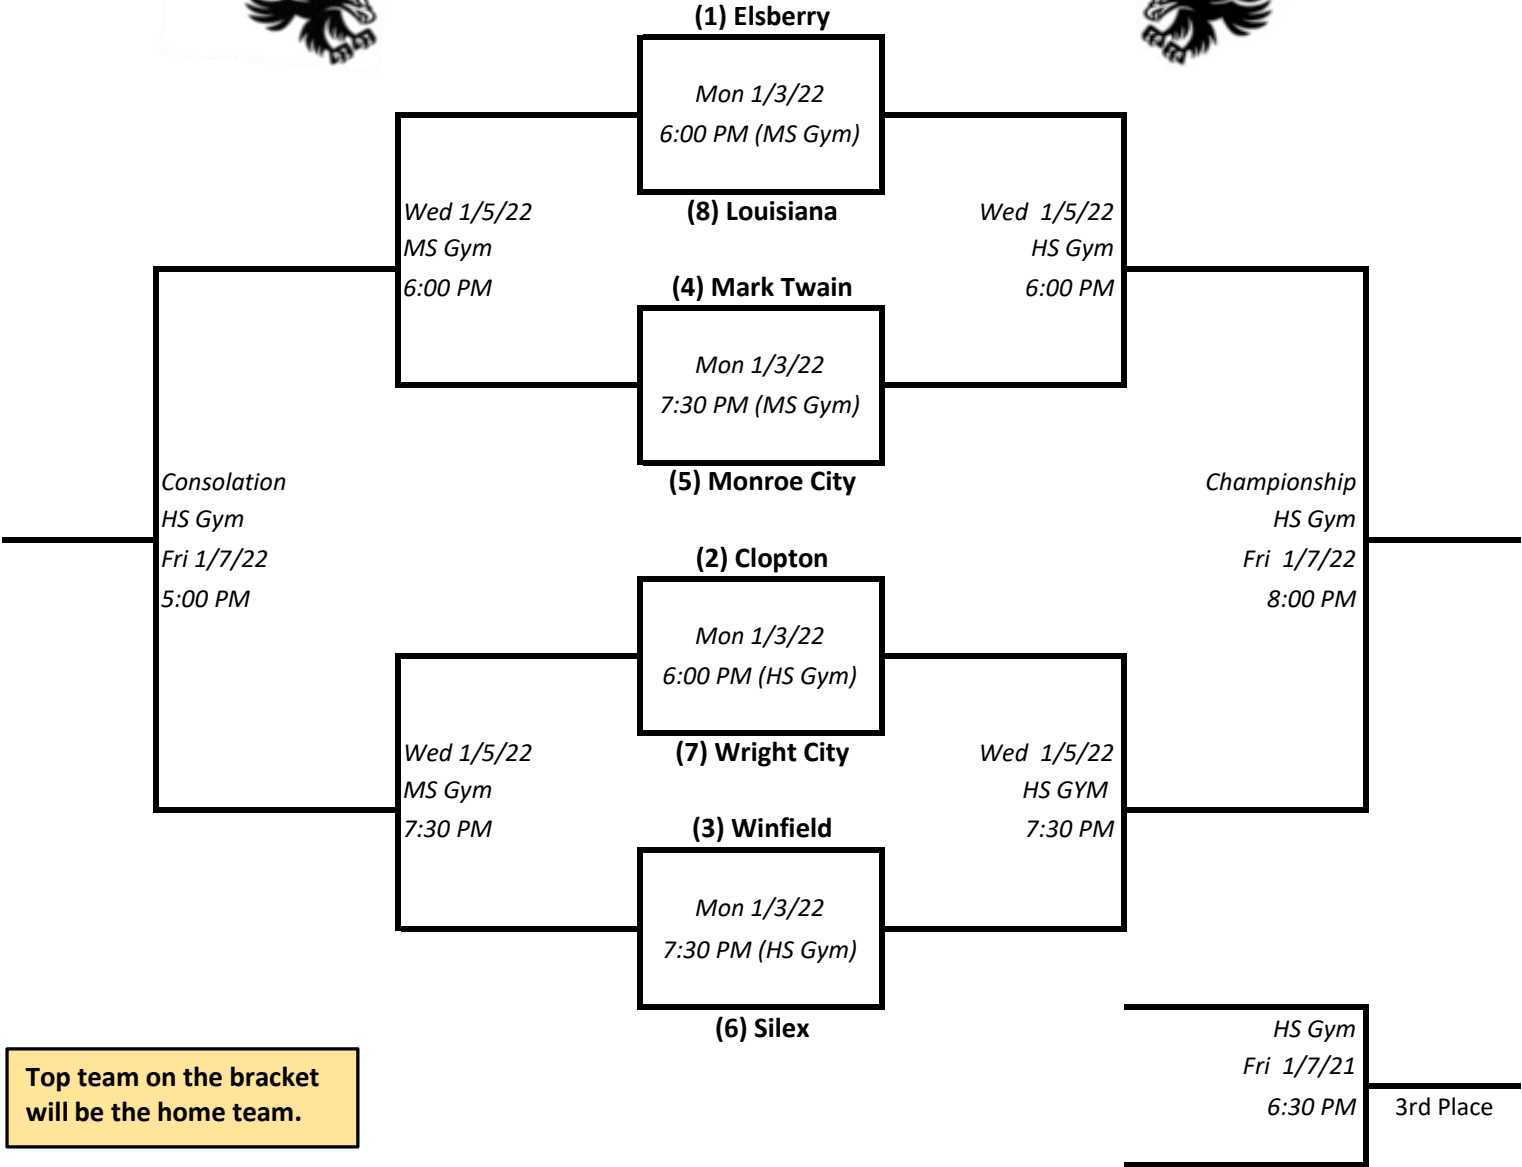 (1) Elsberry
Mon 1/3/22
6:00 PM (MS Gym)
(8) Louisiana
Wed 1/5/22
MS Gym
6:00 PM
Wed 1/5/22
HS Gym
6:00 PM
(4) Mark Twain
Mon 1/3/22
7:30 PM (MS Gym)
(5) Monroe City
Consolation
HS Gym
Fri 1/7/22
5:00 PM
Championship
HS Gym
Fri 1/7/22
8:00 PM
(2) Clopton
Mon 1/3/22
6:00 PM (HS Gym)
(7) Wright City
Wed 1/5/22
MS Gym
7:30 PM
Wed 1/5/22
HS GYM
7:30 PM
(3) Winfield
Mon 1/3/22
7:30 PM (HS Gym)
(6) Silex
HS Gym
Fri 1/7/21
6:30 PM
3rd Place
Top team on the bracket
will be the home team.